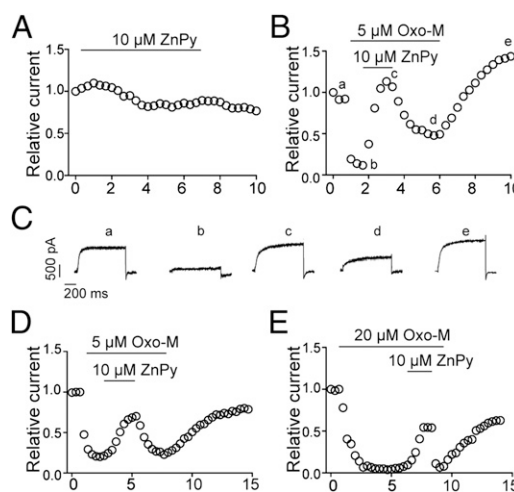 A
10 µM ZnPy
Relative current
1.5
1.0
0.5
0.0
0 2 4 6 8 10
B
5 µM Oxo-M
10 µM ZnPy
Relative current
1.5
1.0
0.5
0.0
a
b
c
d
e
0 2 4 6 8 10
C
a b c d e
500 pA
200 ms
D
5 µM Oxo-M
10 µM ZnPy
Relative current
1.5
1.0
0.5
0.0
0 5 10 15
E
20 µM Oxo-M
10 µM ZnPy
Relative current
1.5
1.0
0.5
0.0
0 5 10 15